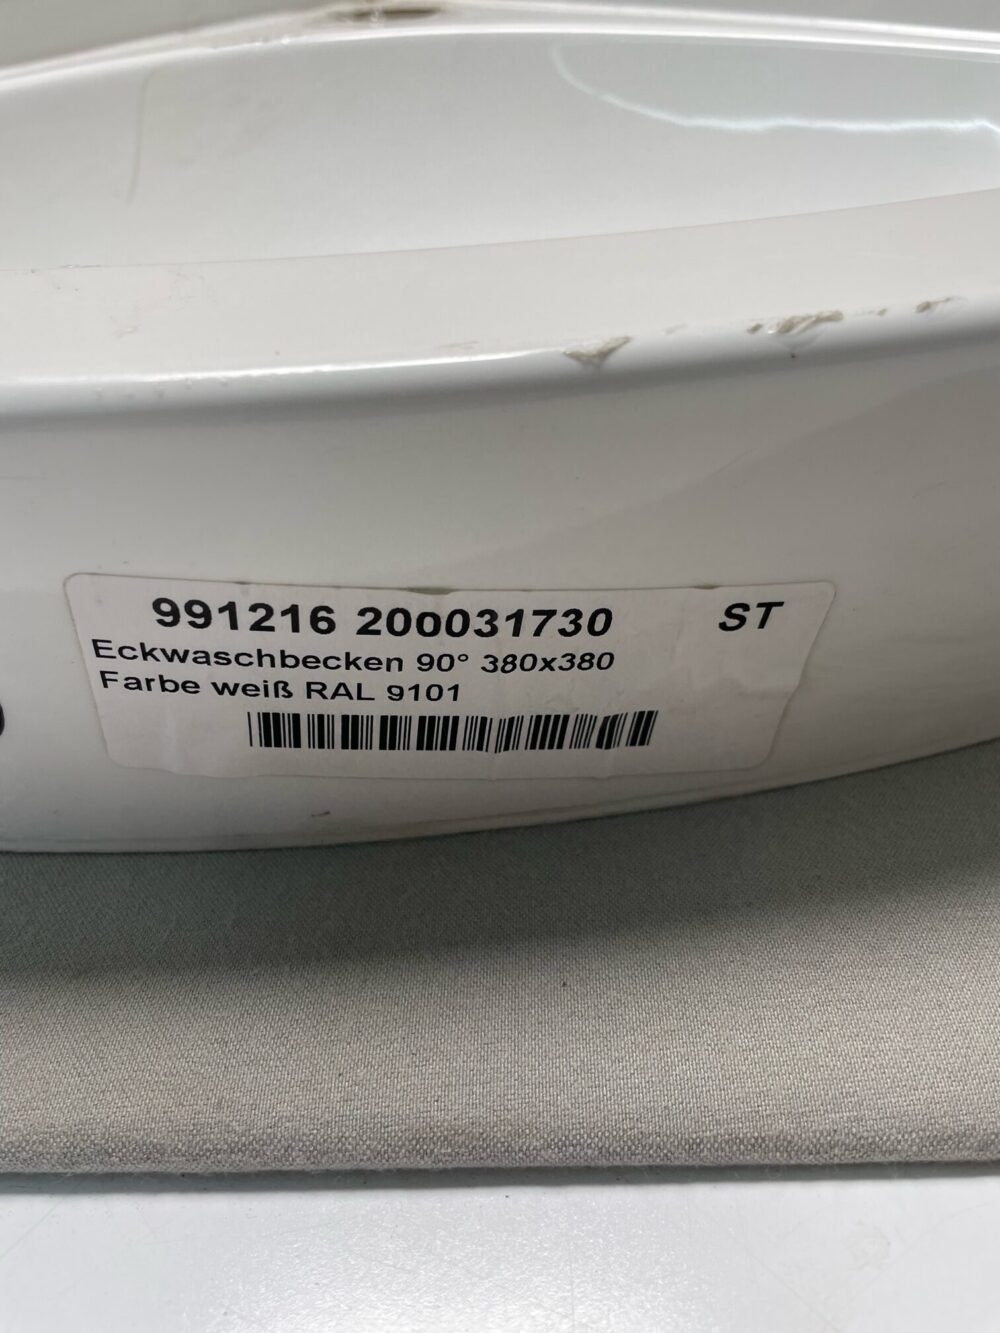 991216 200031730 ST
Eckwaschbecken 90° 380x380
Farbe weiß RAL 9101